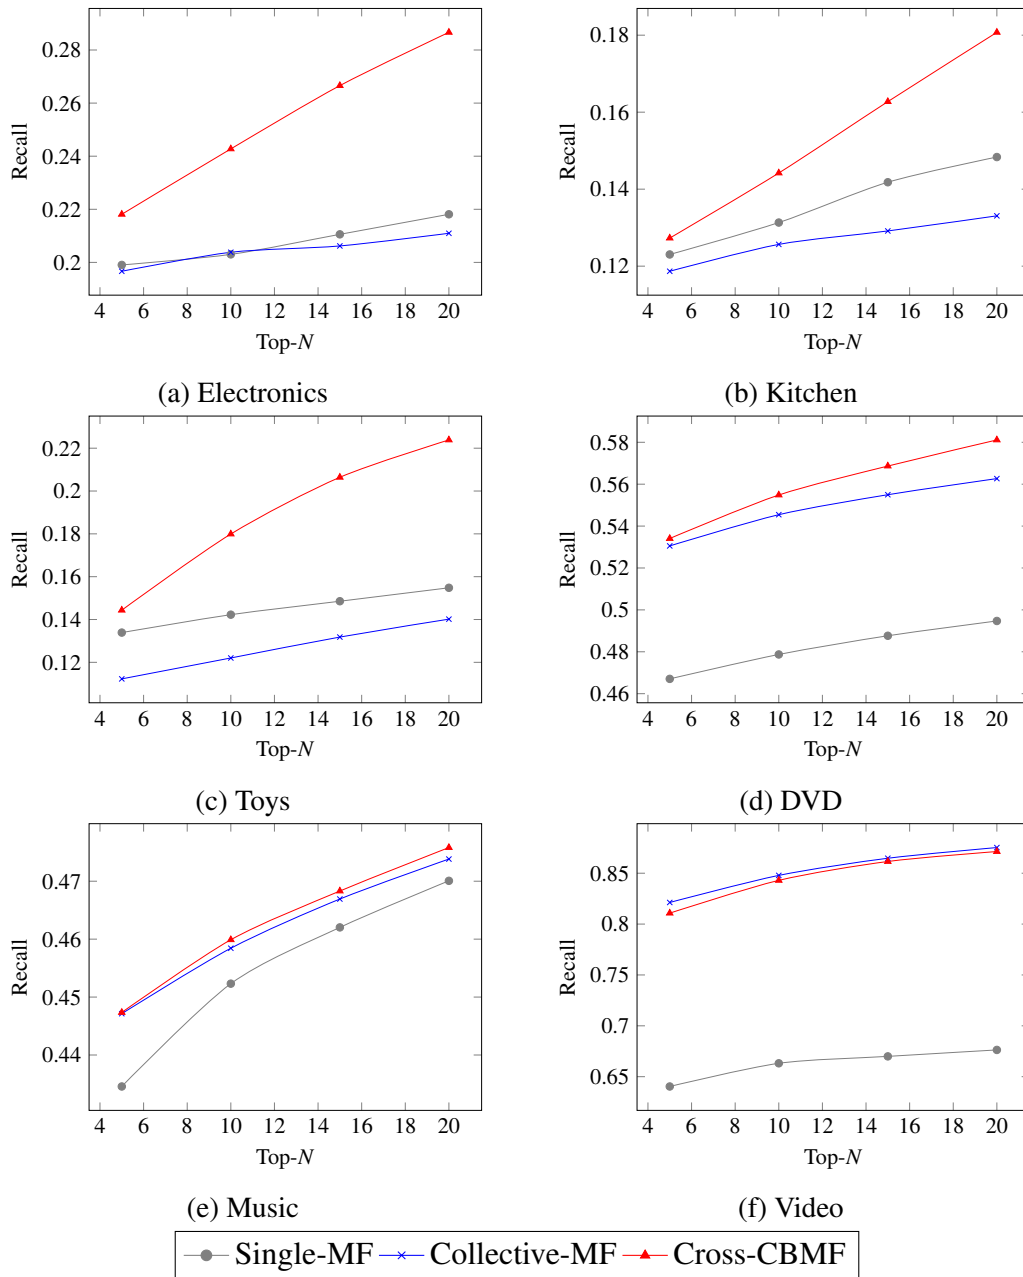 0.28
0.26
0.24
0.22
0.2
Recall
4 6 8 10 12 14 16 18 20
Top-N
(a) Electronics
0.18
0.16
0.14
0.12
Recall
4 6 8 10 12 14 16 18 20
Top-N
(b) Kitchen
0.22
0.2
0.18
0.16
0.14
0.12
Recall
4 6 8 10 12 14 16 18 20
Top-N
(c) Toys
0.58
0.56
0.54
0.52
0.5
0.48
0.46
Recall
4 6 8 10 12 14 16 18 20
Top-N
(d) DVD
0.47
0.46
0.45
0.44
Recall
4 6 8 10 12 14 16 18 20
Top-N
(e) Music
0.85
0.8
0.75
0.7
0.65
Recall
4 6 8 10 12 14 16 18 20
Top-N
(f) Video
Single-MF Collective-MF Cross-CBMF